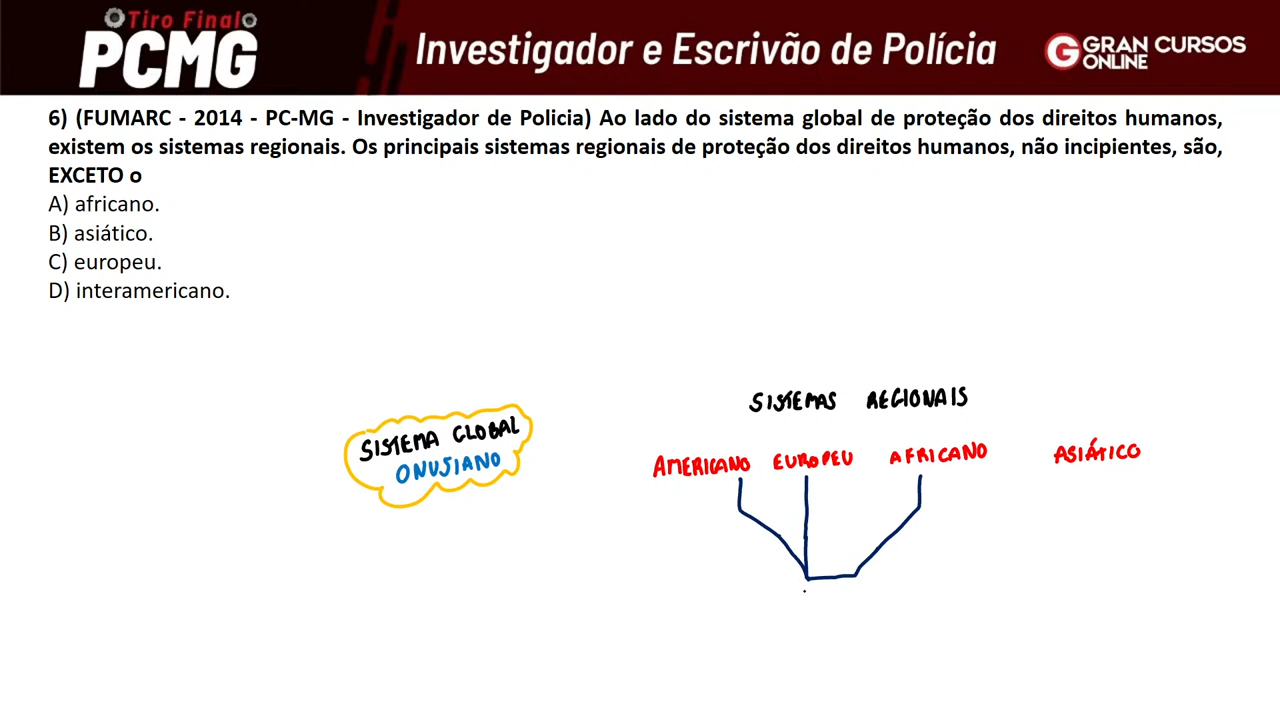 Tiro Final
PCMG
Investigador e Escrivão de Polícia
GRAN CURSOS
ONLINE
6) (FUMARC - 2014 - PC-MG - Investigador de Policia) Ao lado do sistema global de proteção dos direitos humanos,
existem os sistemas regionais. Os principais sistemas regionais de proteção dos direitos humanos, não incipientes, são,
EXCETO o
A) africano.
B) asiático.
C) europeu.
D) interamericano.
SISTEMAS REGIONAIS
SISTEMA GLOBAL
ONUSIANO
AMERICANO EUROPEU AFRICANO ASIÁTICO